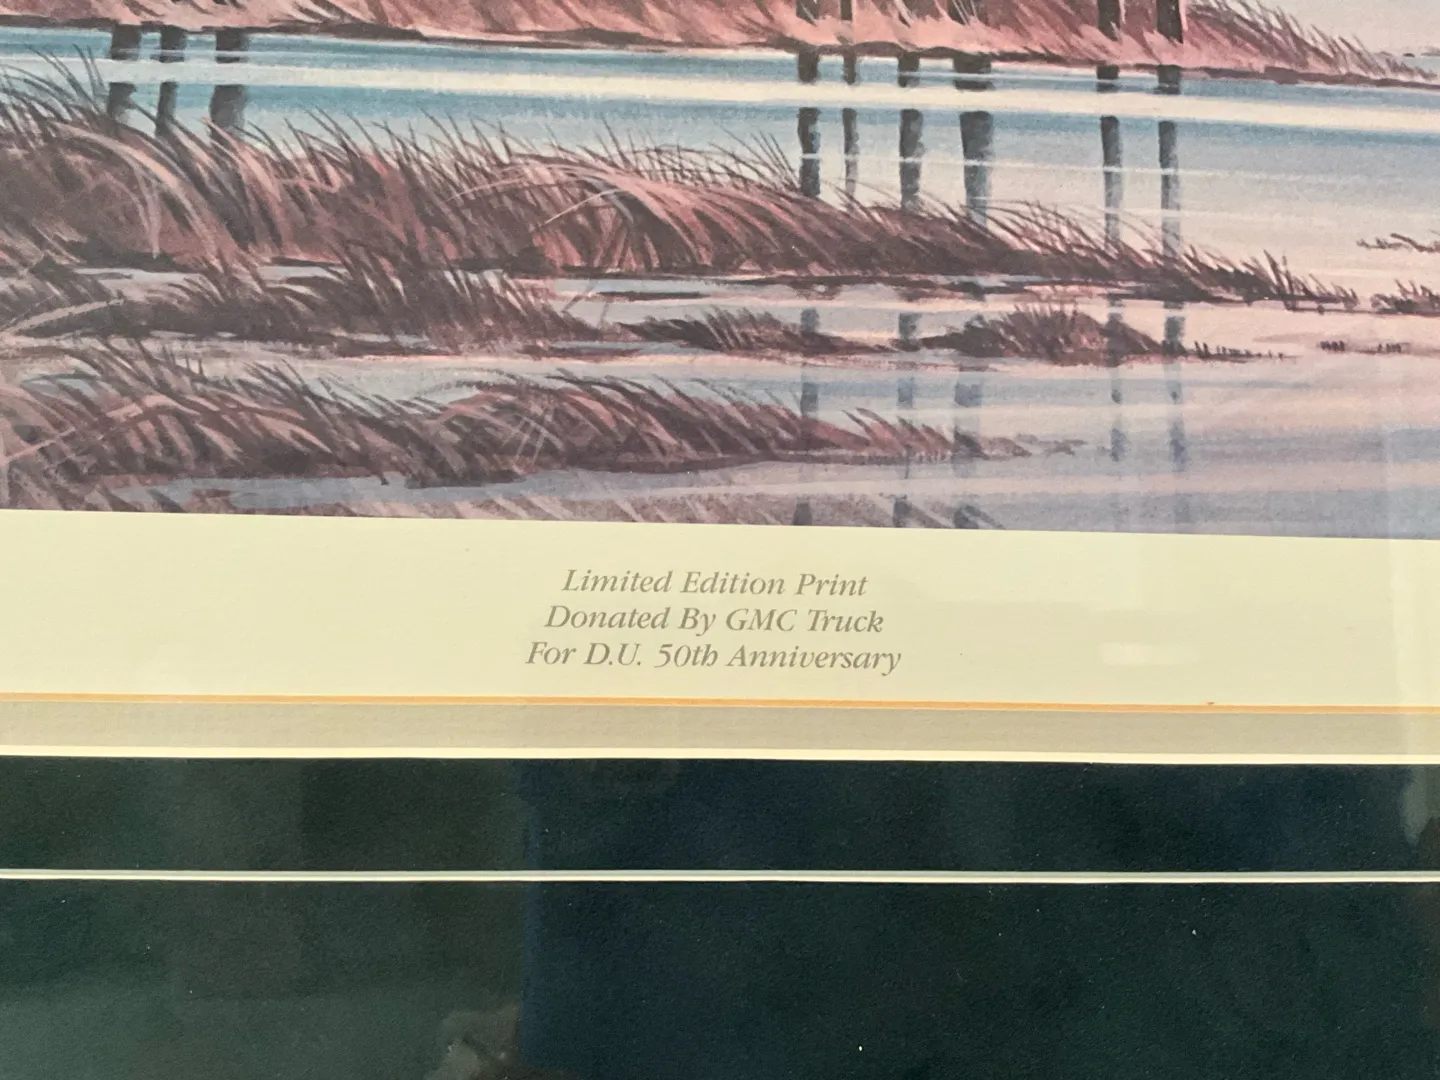 Limited Edition Print
Donated By GMC Truck
For D.U. 50th Anniversary